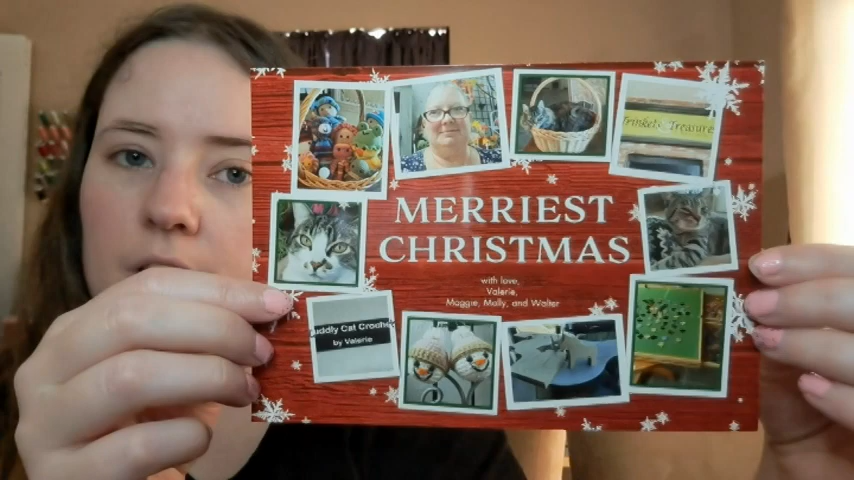 Trinkets Treasure
MERRIEST
CHRISTMAS
with love,
Valerie,
Maggie, Molly, and Walter
uddly Cat Croche
by Valerie